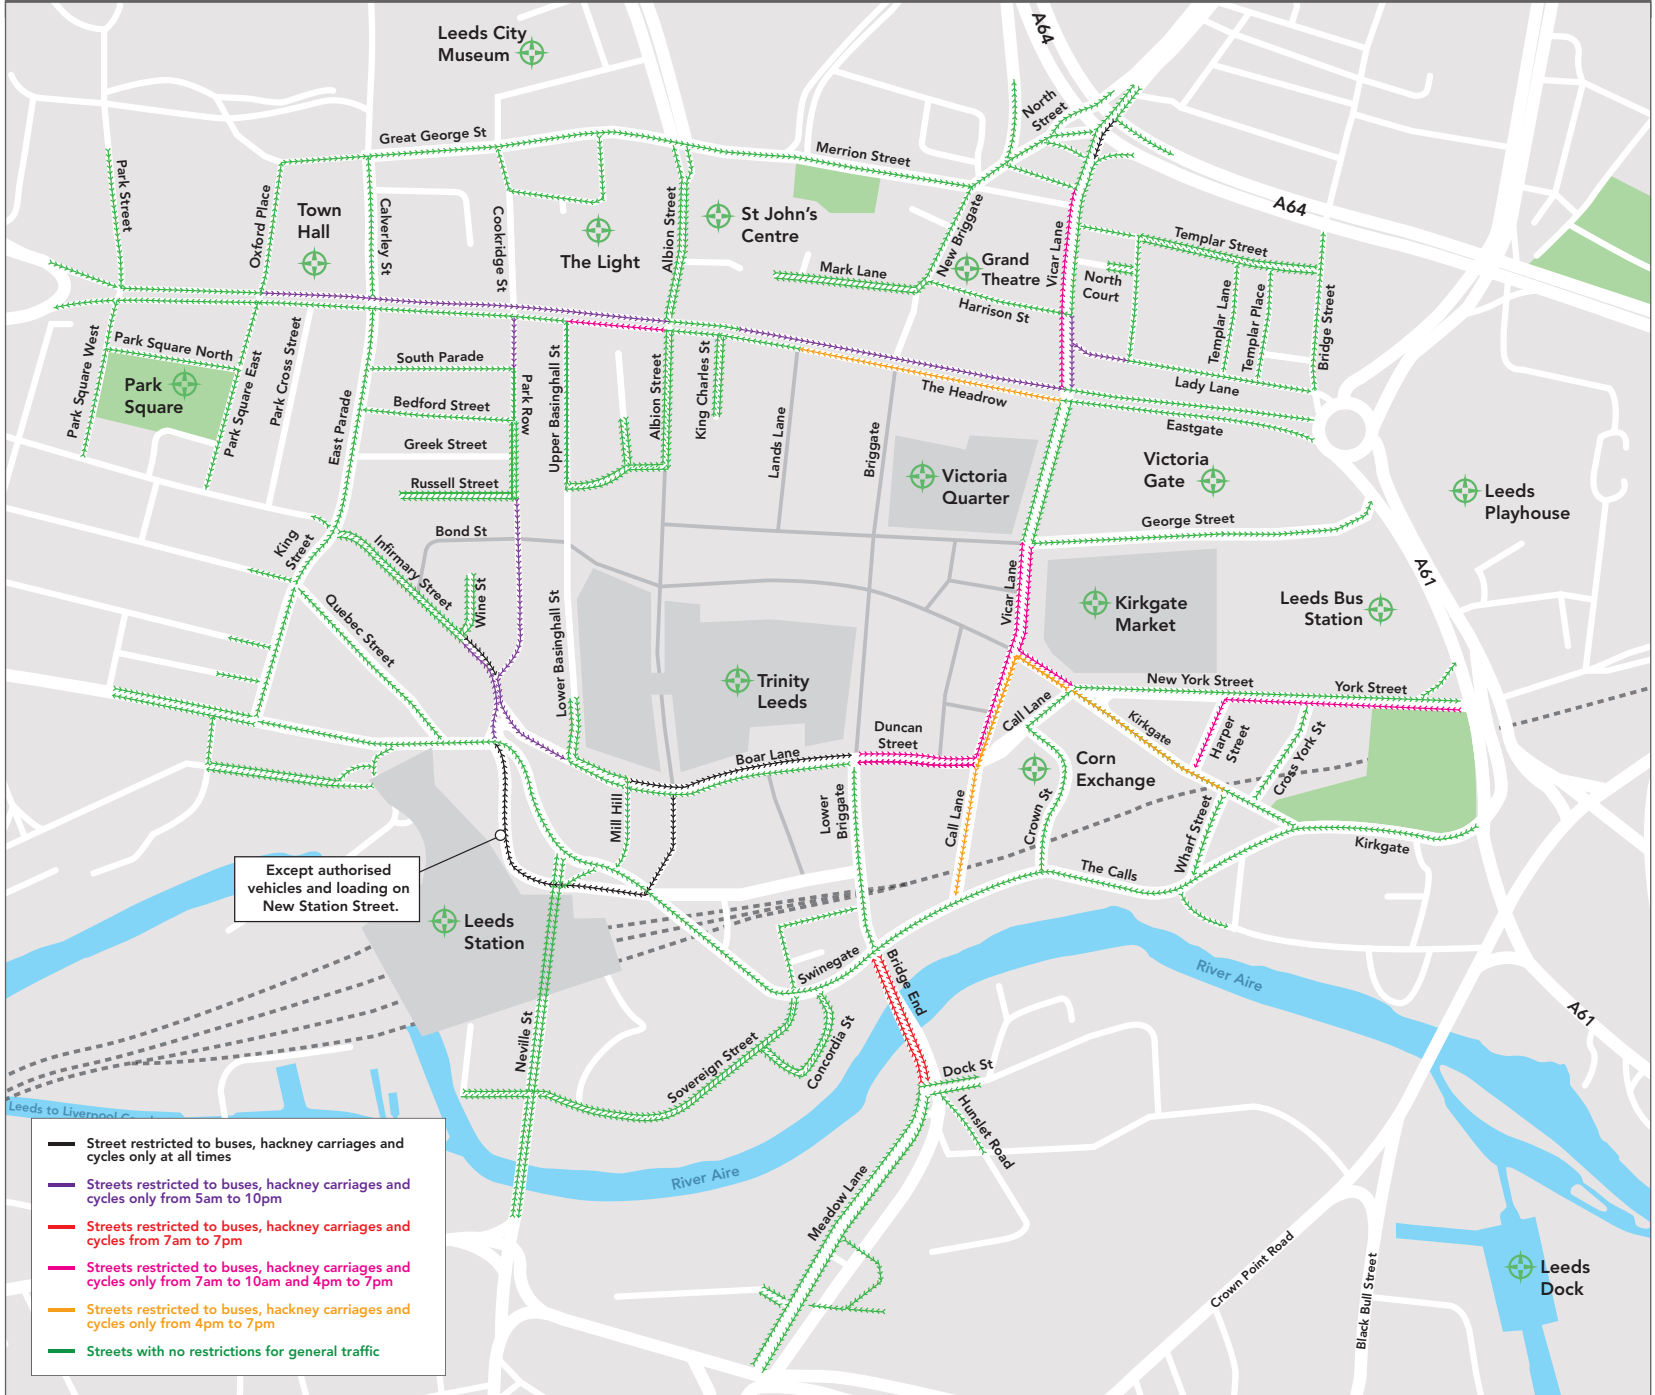 Leeds City
Museum
A64
North
Street
Great George St
Merrion Street
Park Street
Oxford Place
Town
Hall
Calverley St
Cookridge St
The Light
Albion Street
St John's
Centre
New Briggate
Grand
Theatre
Vicar Lane
A64
Templar Street
North
Court
Mark Lane
Harrison St
Templar Lane
Templar Place
Bridge Street
Park Square West
Park Square North
Park
Square
Park Square East
Park Cross Street
East Parade
South Parade
Bedford Street
Greek Street
Russell Street
Park Row
Upper Basinghall St
Albion Street
King Charles St
Lands Lane
Briggate
The Headrow
Lady Lane
Eastgate
Victoria
Quarter
Victoria
Gate
Leeds
Playhouse
George Street
Bond St
King
Street
Infirmary Street
Wine St
Quebec Street
Lower Basinghall St
Vicar Lane
Kirkgate
Market
Leeds Bus
Station
A61
Trinity
Leeds
New York Street
York Street
Call Lane
Kirkgate
Harper
Street
Cross York St
Duncan
Street
Boar Lane
Corn
Exchange
Mill Hill
Lower
Briggate
Call Lane
Crown St
Wharf Street
Kirkgate
The Calls
Except authorised
vehicles and loading on
New Station Street.
Leeds
Station
Swinegate
Bridge End
River Aire
A61
Neville St
Sovereign Street
Concordia St
Dock St
Hunslet Road
Leeds to Liverpool
River Aire
Meadow Lane
Crown Point Road
Black Bull Street
Leeds
Dock
Street restricted to buses, hackney carriages and
cycles only at all times
Streets restricted to buses, hackney carriages and
cycles only from 5am to 10pm
Streets restricted to buses, hackney carriages and
cycles from 7am to 7pm
Streets restricted to buses, hackney carriages and
cycles only from 7am to 10am and 4pm to 7pm
Streets restricted to buses, hackney carriages and
cycles only from 4pm to 7pm
Streets with no restrictions for general traffic